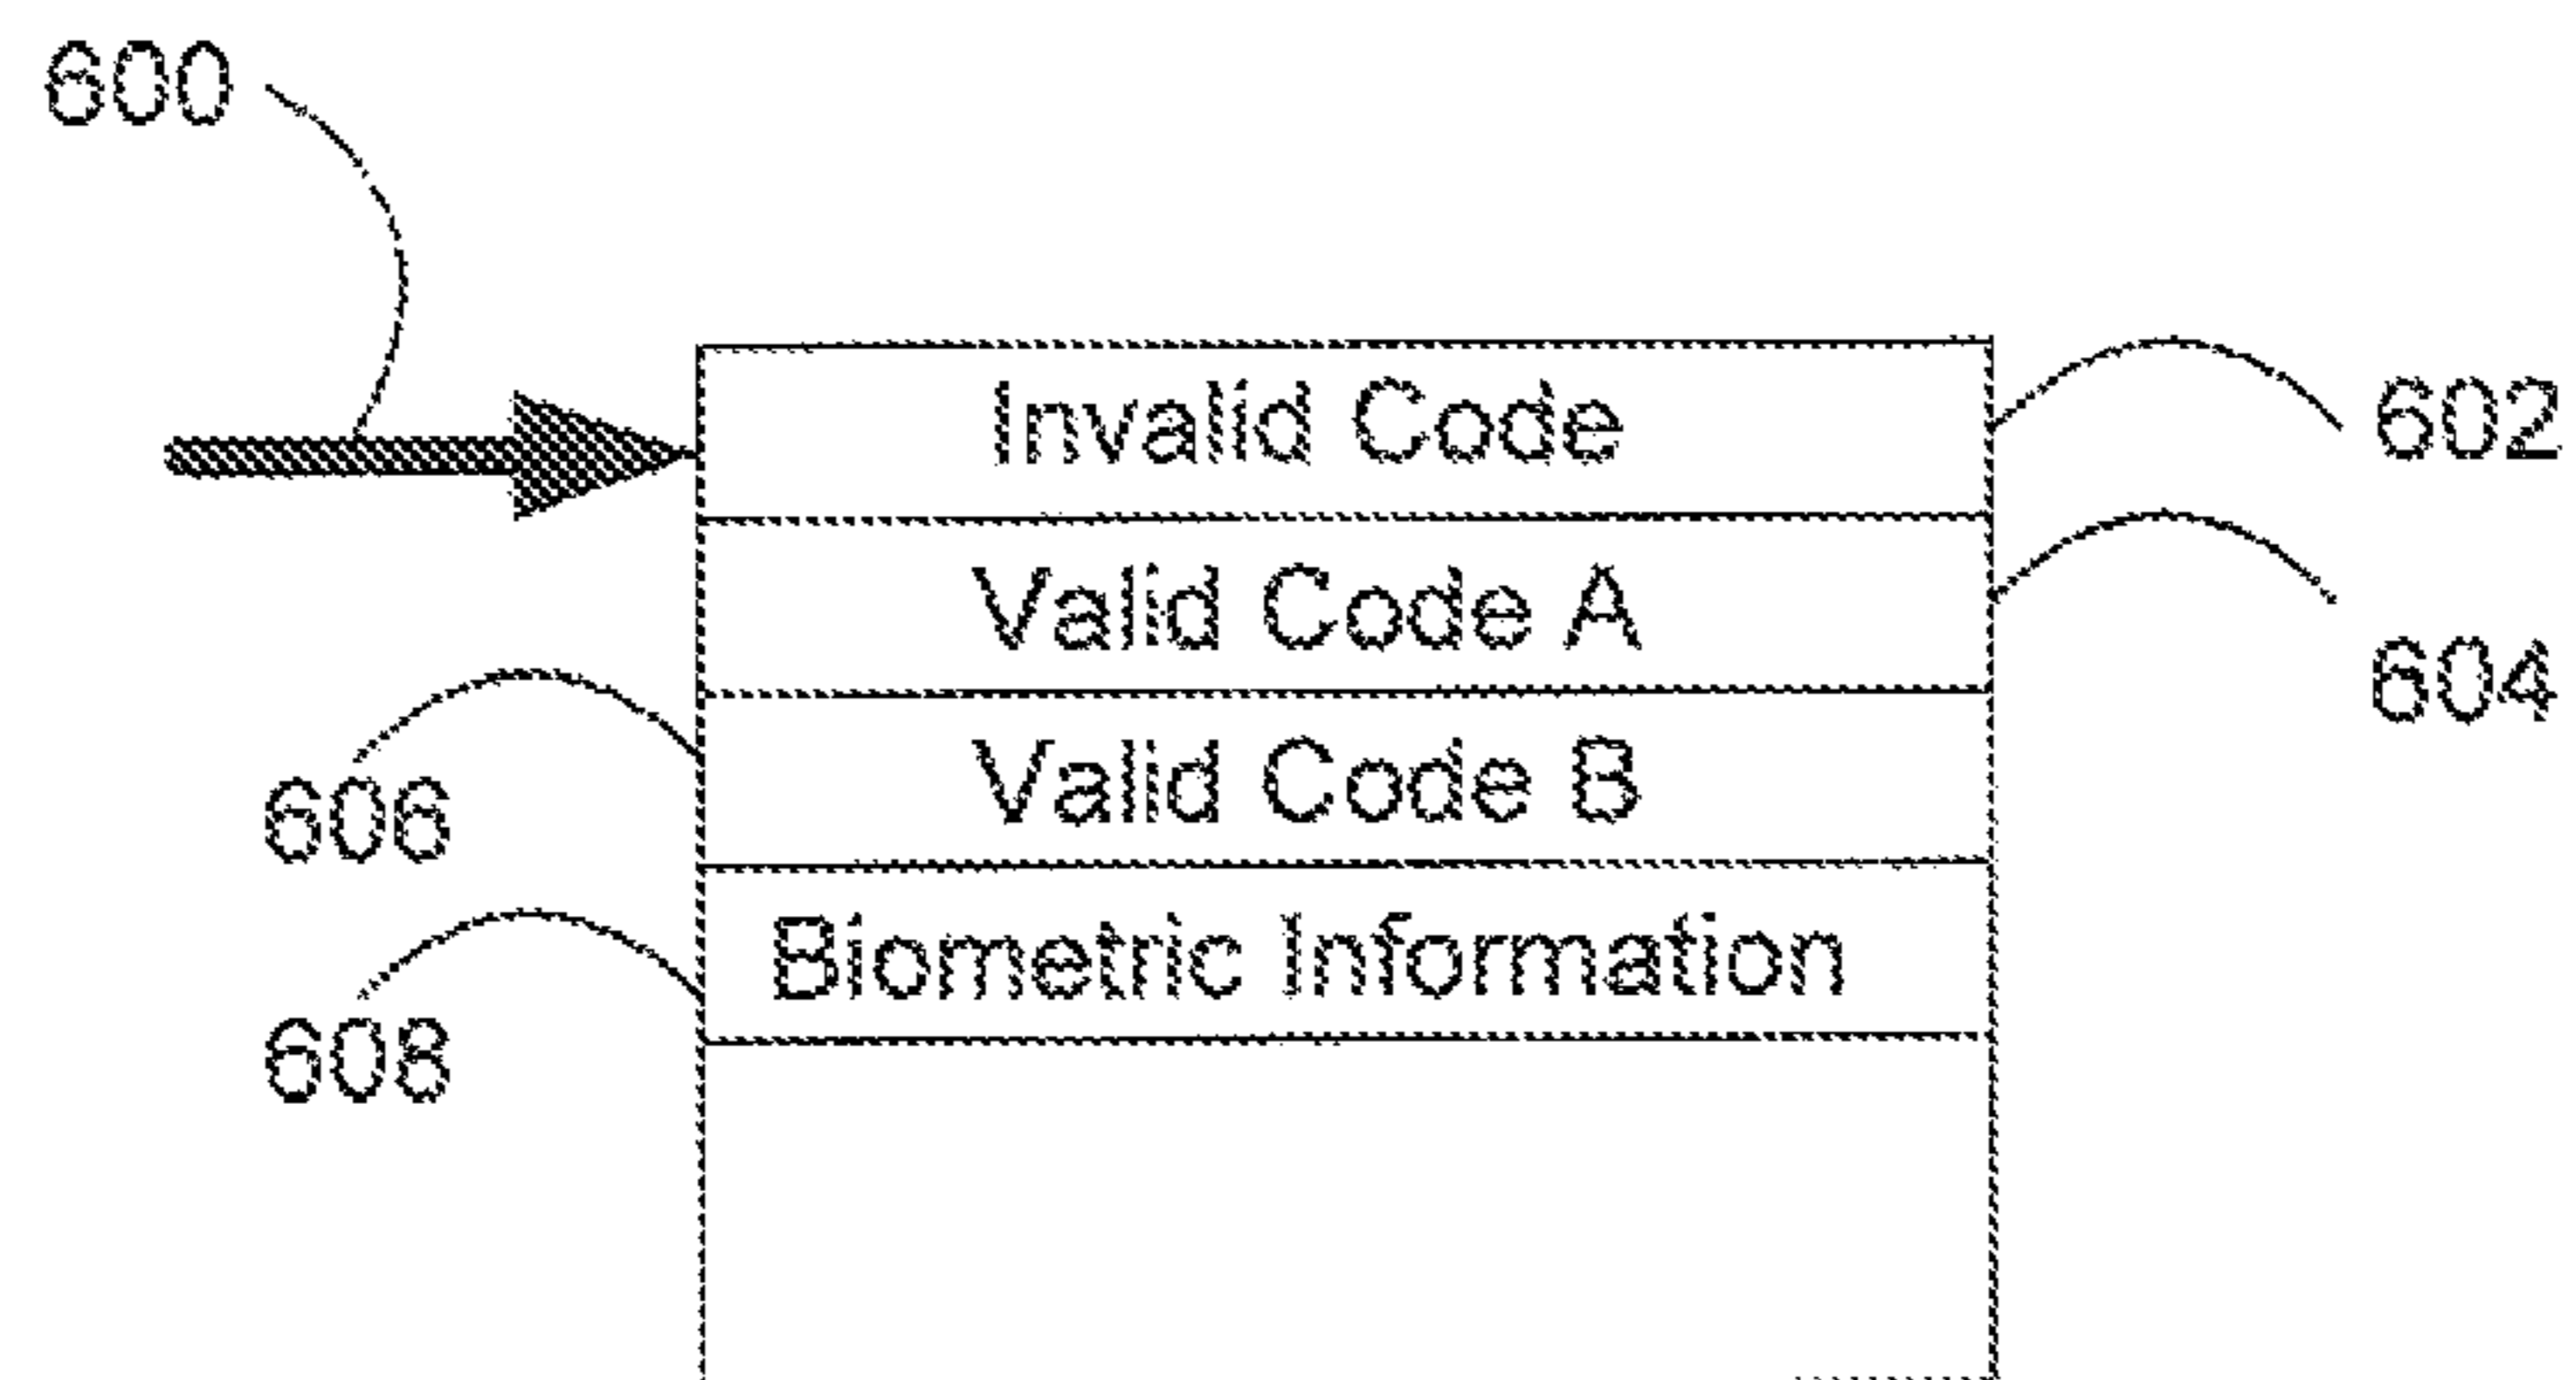 600
Invalid Code
602
Valid Code A
604
Valid Code B
606
Biometric Information
608